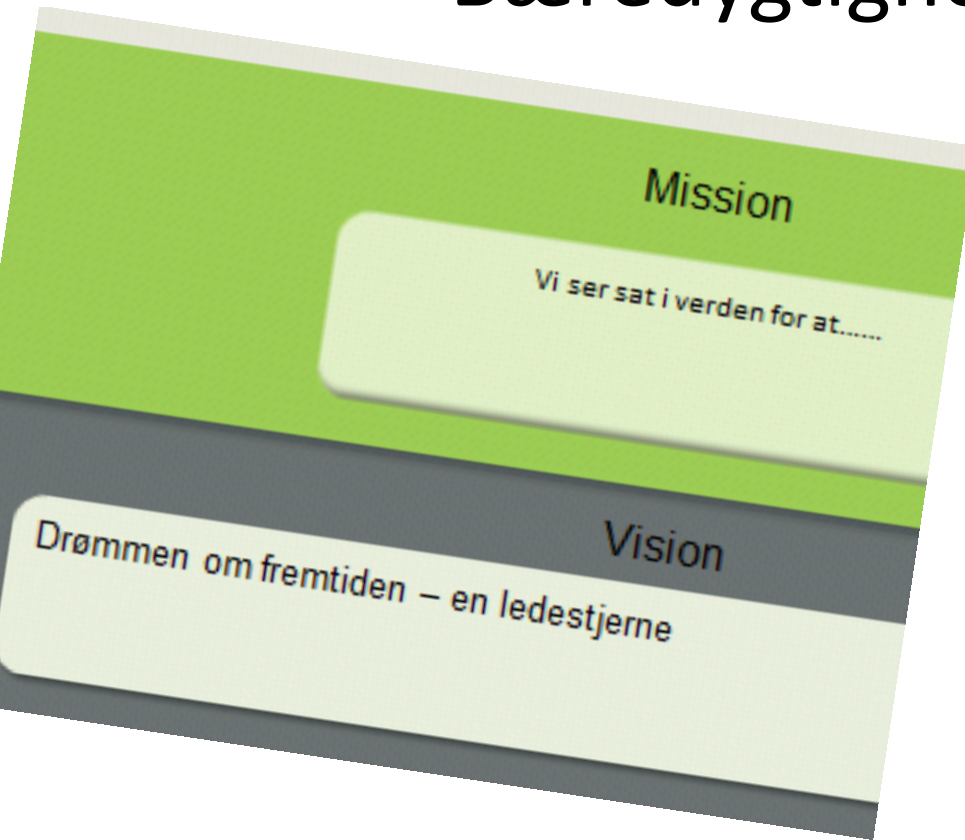 Mission
Vi ser sat i verden for at......
Vision
Drømmen om fremtiden – en ledestjerne